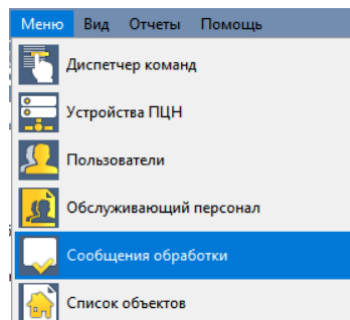 Меню Вид Отчеты Помощь
Диспетчер команд
Устройства ПЦН
Пользователи
Обслуживающий персонал
Сообщения обработки
Список объектов